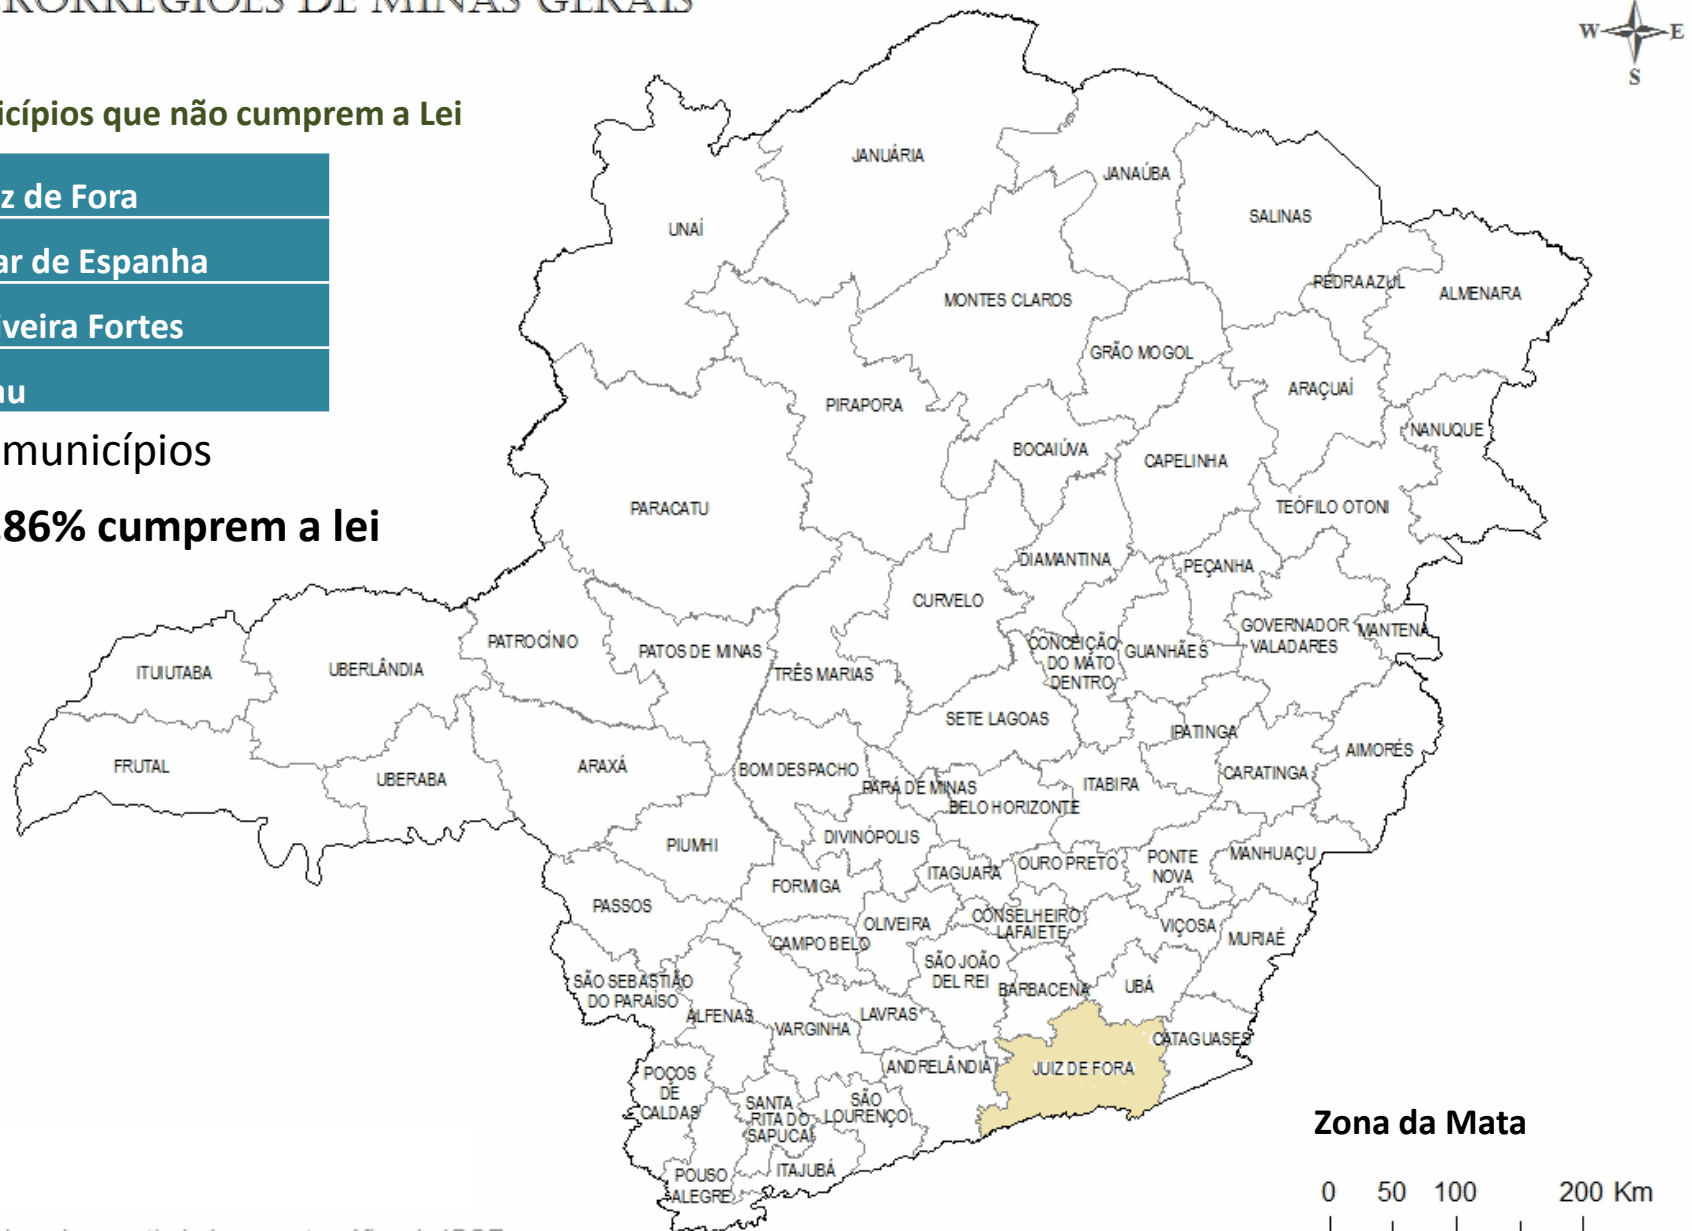 DE MINAS GERAIS
que não cumprem a Lei
de Fora
de Espanha
Fortes
municípios
86% cumprem a lei
W E
S
JANUÁRIA
JANAÚBA
SALINAS
UNAÍ
PEDRA AZUL
ALMENARA
MONTES CLAROS
GRÃO MOGOL
ARAÇUAÍ
PIRAPORA
NANUQUE
BOCAIÚVA
CAPELINHA
PARACATU
TEÓFILO OTONI
DIAMANTINA
PEÇANHA
CURVELO
GOVERNADOR
VALADARES
MANTENA
PATROCÍNIO
PATOS DE MINAS
CONCEIÇÃO
DO MATO
DENTRO
GUANHÃES
ITUIUTABA
UBERLÂNDIA
TRÊS MARIAS
SETE LAGOAS
IPATINGA
AIMORÉS
FRUTAL
UBERABA
ARAXÁ
BOM DESPACHO
PARÁ DE MINAS
BELO HORIZONTE
ITABIRA
CARATINGA
PIUMHI
DIVINÓPOLIS
ITAGUARA
OURO PRETO
PONTE
NOVA
MANHUAÇU
FORMIGA
PASSOS
OLIVEIRA
CONSELHEIRO
LAFAIETE
VIÇOSA
MURIAÉ
CAMPO BELO
SÃO JOÃO
DEL REI
BARBACENA
UBÁ
SÃO SEBASTIÃO
DO PARAÍSO
ALFENAS
VARGINHA
LAVRAS
CATAGUASES
ANDRELÂNDIA
JUIZ DE FORA
POÇOS
DE
CALDAS
SANTA
RITA DO
SAPUCAÍ
SÃO
LOURENÇO
POUSO
ALEGRE
ITAJUBÁ
Zona da Mata
0 50 100 200 Km